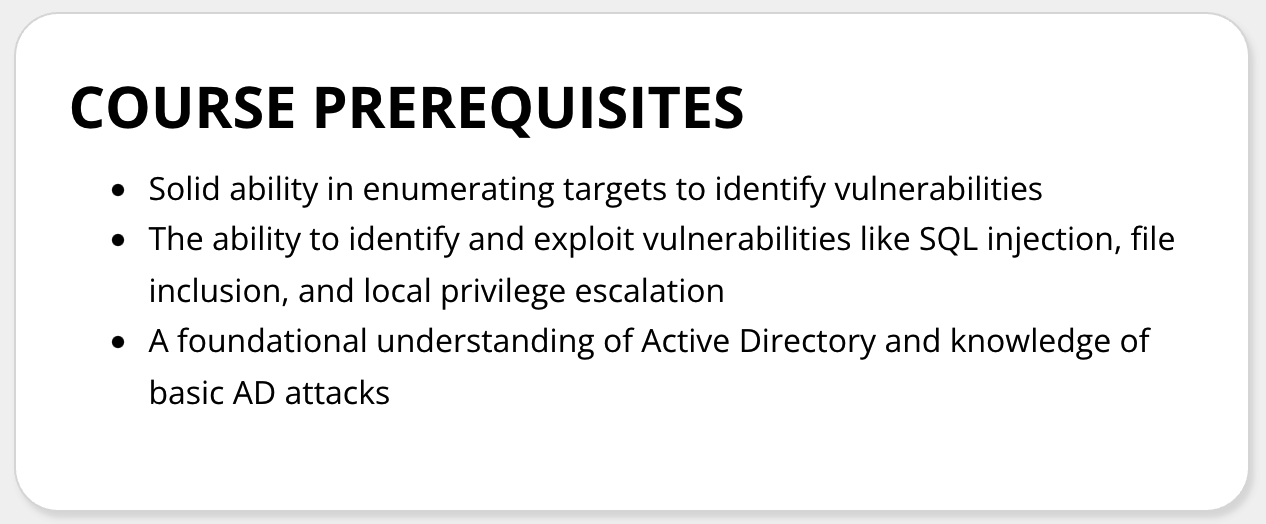 COURSE PREREQUISITES
• Solid ability in enumerating targets to identify vulnerabilities
• The ability to identify and exploit vulnerabilities like SQL injection, file
inclusion, and local privilege escalation
• A foundational understanding of Active Directory and knowledge of
basic AD attacks